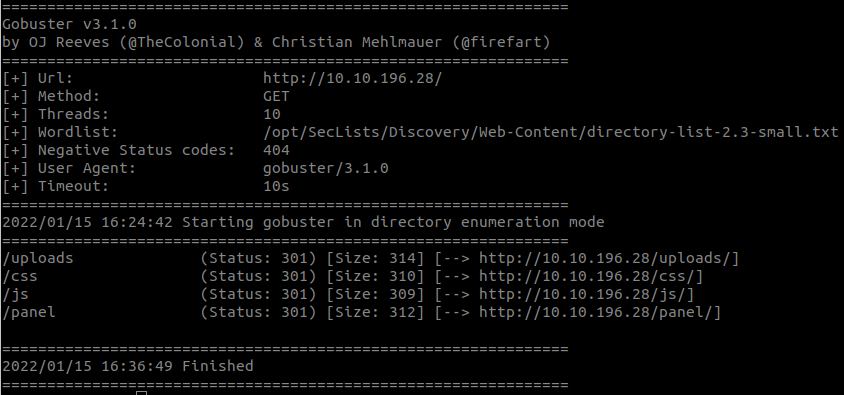 ===============================================================
Gobuster v3.1.0
by OJ Reeves (@TheColonial) & Christian Mehlmauer (@firefart)
===============================================================
[+] Url:                     http://10.10.196.28/
[+] Method:                  GET
[+] Threads:                 10
[+] Wordlist:                /opt/SecLists/Discovery/Web-Content/directory-list-2.3-small.txt
[+] Negative Status codes:   404
[+] User Agent:              gobuster/3.1.0
[+] Timeout:                 10s
===============================================================
2022/01/15 16:24:42 Starting gobuster in directory enumeration mode
===============================================================
/uploads              (Status: 301) [Size: 314] [--> http://10.10.196.28/uploads/]
/css                  (Status: 301) [Size: 310] [--> http://10.10.196.28/css/]
/js                   (Status: 301) [Size: 309] [--> http://10.10.196.28/js/]
/panel                (Status: 301) [Size: 312] [--> http://10.10.196.28/panel/]
===============================================================
2022/01/15 16:36:49 Finished
===============================================================